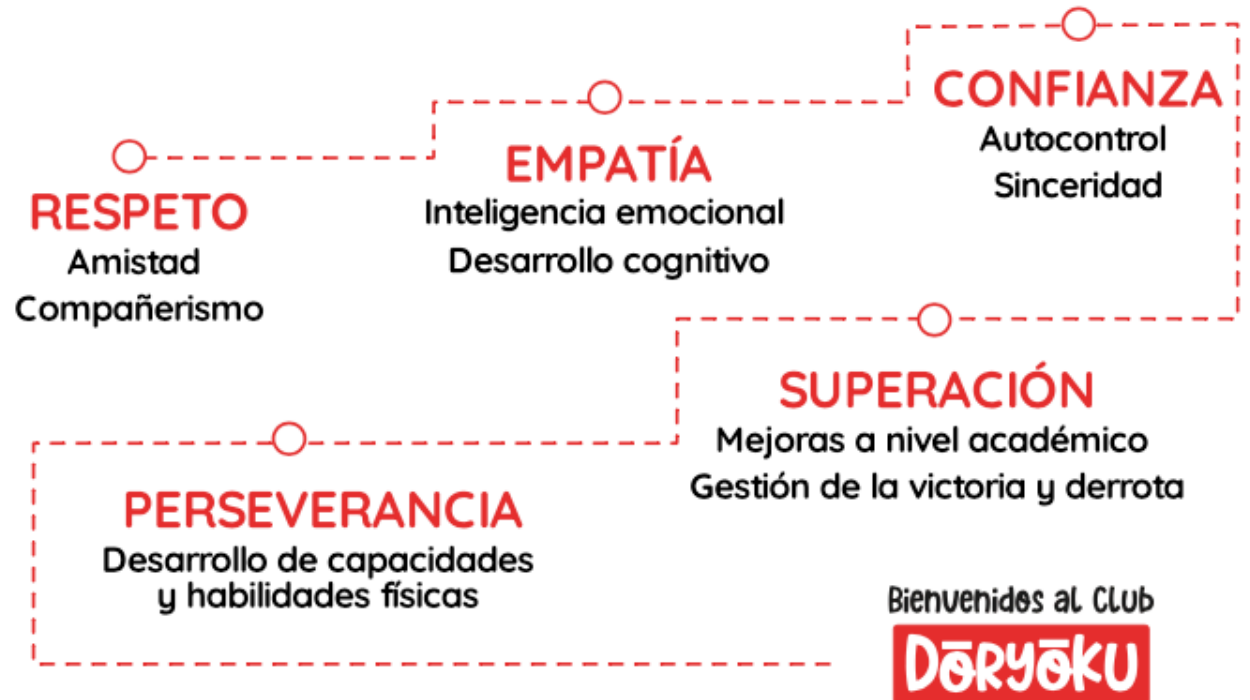 RESPETO
Amistad
Compañerismo
EMPATÍA
Inteligencia emocional
Desarrollo cognitivo
CONFIANZA
Autocontrol
Sinceridad
SUPERACIÓN
Mejoras a nivel académico
Gestión de la victoria y derrota
PERSEVERANCIA
Desarrollo de capacidades
y habilidades físicas
Bienvenidos al Club
DŌRYŌKU